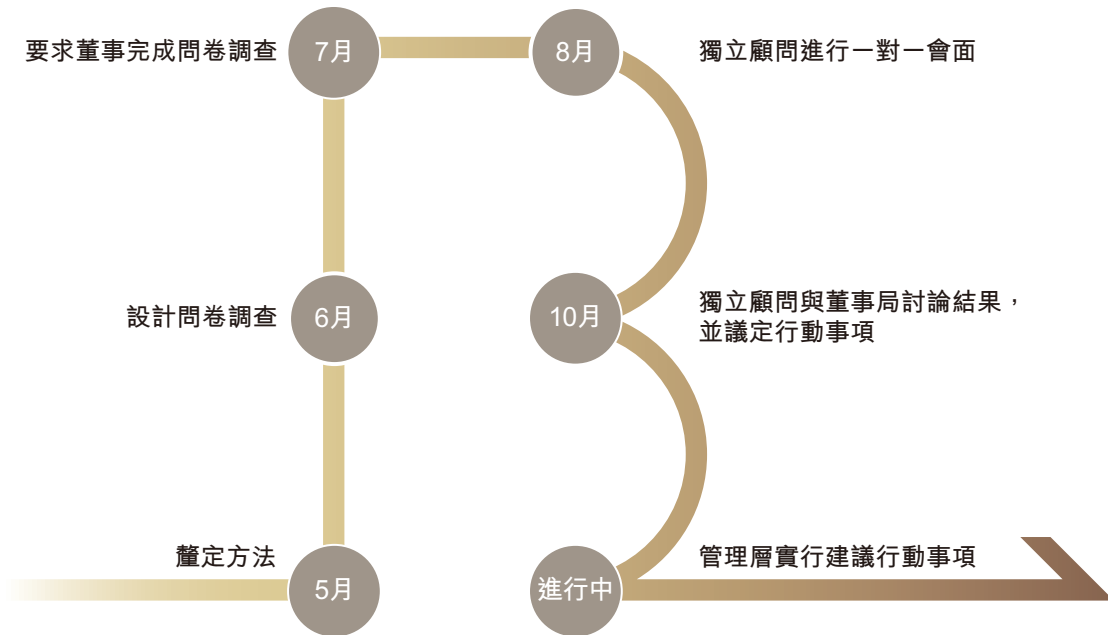 要求董事完成問卷調查
7月
8月
獨立顧問進行一對一會面
設計問卷調查
6月
10月
獨立顧問與董事局討論結果，
並議定行動事項
釐定方法
5月
進行中
管理層實行建議行動事項